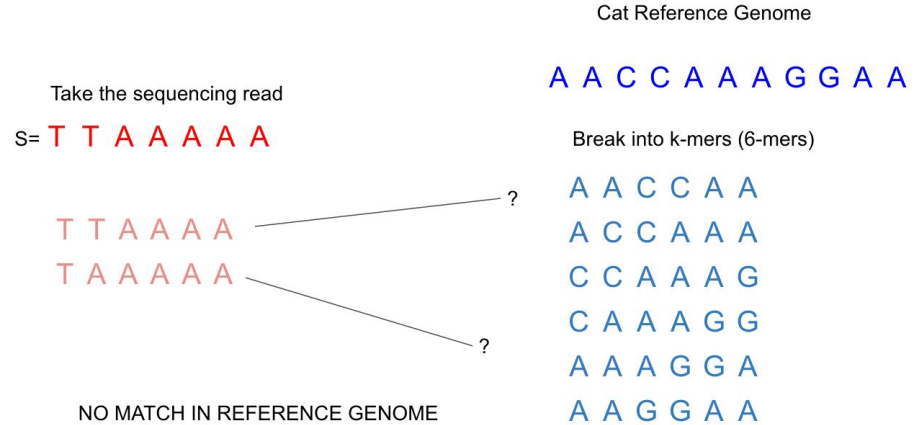 Cat Reference Genome
A A C C A A A G G A A
Take the sequencing read
S= T T A A A A A
Break into k-mers (6-mers)
T T A A A A
T A A A A A
?
?
NO MATCH IN REFERENCE GENOME
A A C C A A
A C C A A A
C C A A A G
C A A A G G
A A A G G A
A A G G A A